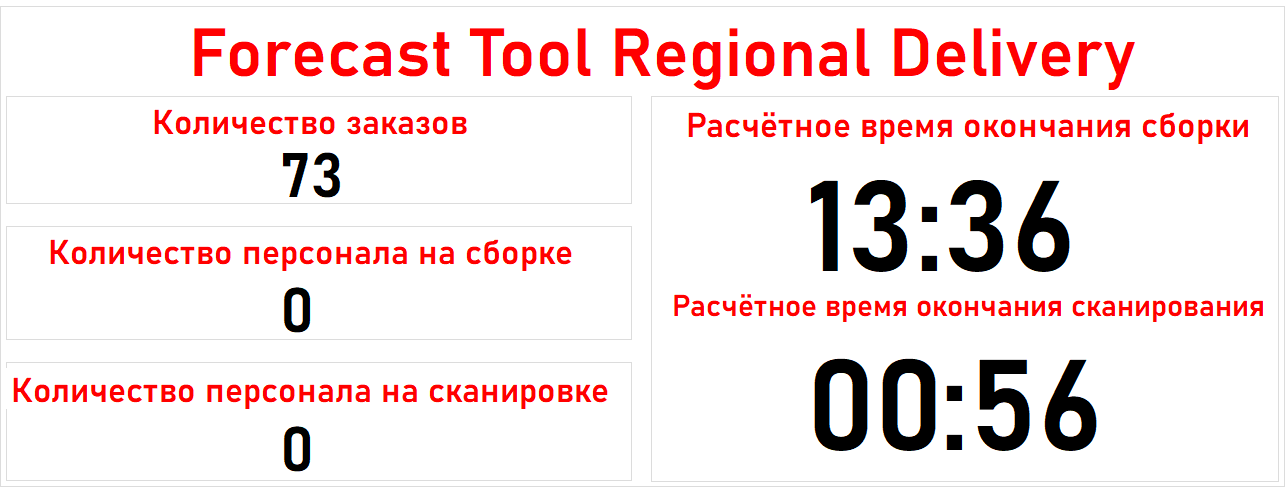 Forecast Tool Regional Delivery
Количество заказов
73
Количество персонала на сборке
0
Количество персонала на сканировке
0
Расчётное время окончания сборки
13:36
Расчётное время окончания сканирования
00:56